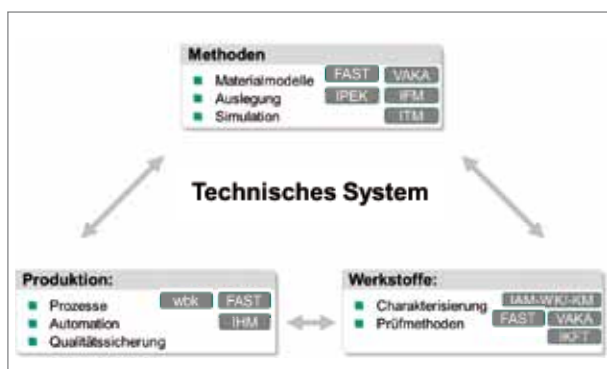 Methoden
Materialmodelle FAST VAKA
Auslegung IPEK IFM
Simulation ITM
Technisches System
Produktion:
Prozesse wbk FAST
Automation IHM
Qualitätssicherung
Werkstoffe:
IAM-WK/-KM
Charakterisierung
Prüfmethoden FAST VAKA
IKFT